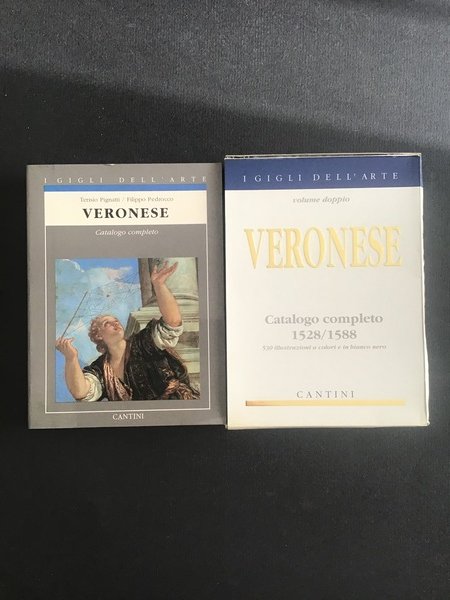 I GIGLI DELL'ARTE
Terisio Pignatti / Filippo Pedrocco
VERONESE
Catalogo completo
CANTINI
I GIGLI DELL'ARTE
volume doppio
VERONESE
Catalogo completo
1528/1588
530 illustrazioni a colori e in bianco nero
CANTINI